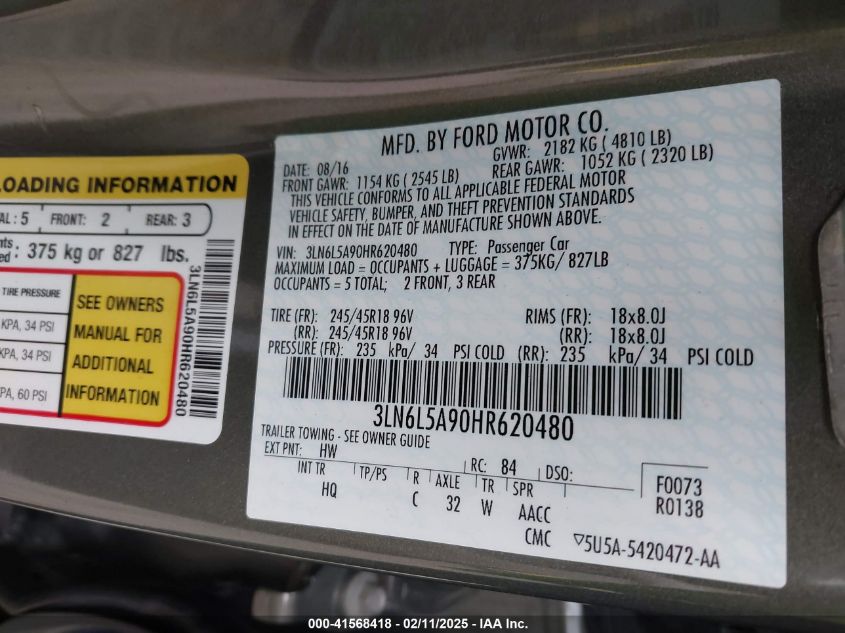 LOADING INFORMATION
5 FRONT: 2 REAR: 3
375 kg or 827 lbs.
TIRE PRESSURE
KPA, 34 PSI
KPA, 34 PSI
KPA, 60 PSI
SEE OWNERS
MANUAL FOR
ADDITIONAL
INFORMATION
3LN6L5A90HR620480
MFD. BY FORD MOTOR CO.
DATE: 08/16 GVWR: 2182 KG ( 4810 LB)
FRONT GAWR: 1154 KG ( 2545 LB) REAR GAWR: 1052 KG ( 2320 LB)
THIS VEHICLE CONFORMS TO ALL APPLICABLE FEDERAL MOTOR
VEHICLE SAFETY, BUMPER, AND THEFT PREVENTION STANDARDS
IN EFFECT ON THE DATE OF MANUFACTURE SHOWN ABOVE.
VIN: 3LN6L5A90HR620480 TYPE: Passenger Car
MAXIMUM LOAD = OCCUPANTS + LUGGAGE = 375KG/ 827LB
OCCUPANTS = 5 TOTAL; 2 FRONT, 3 REAR
TIRE (FR): 245/45R18 96V RIMS (FR): 18x8.0J
(RR): 245/45R18 96V (RR): 18x8.0J
PRESSURE (FR): 235 kPa/ 34 PSI COLD (RR): 235 kPa/ 34 PSI COLD
3LN6L5A90HR620480
TRAILER TOWING - SEE OWNER GUIDE
EXT PNT: HW RC: 84 DSO:
INT TR TP/PS R AXLE TR SPR F0073
HQ C 32 W AACC R0138
CMC ▽5U5A-5420472-AA
000-41568418 - 02/11/2025 - IAA Inc.